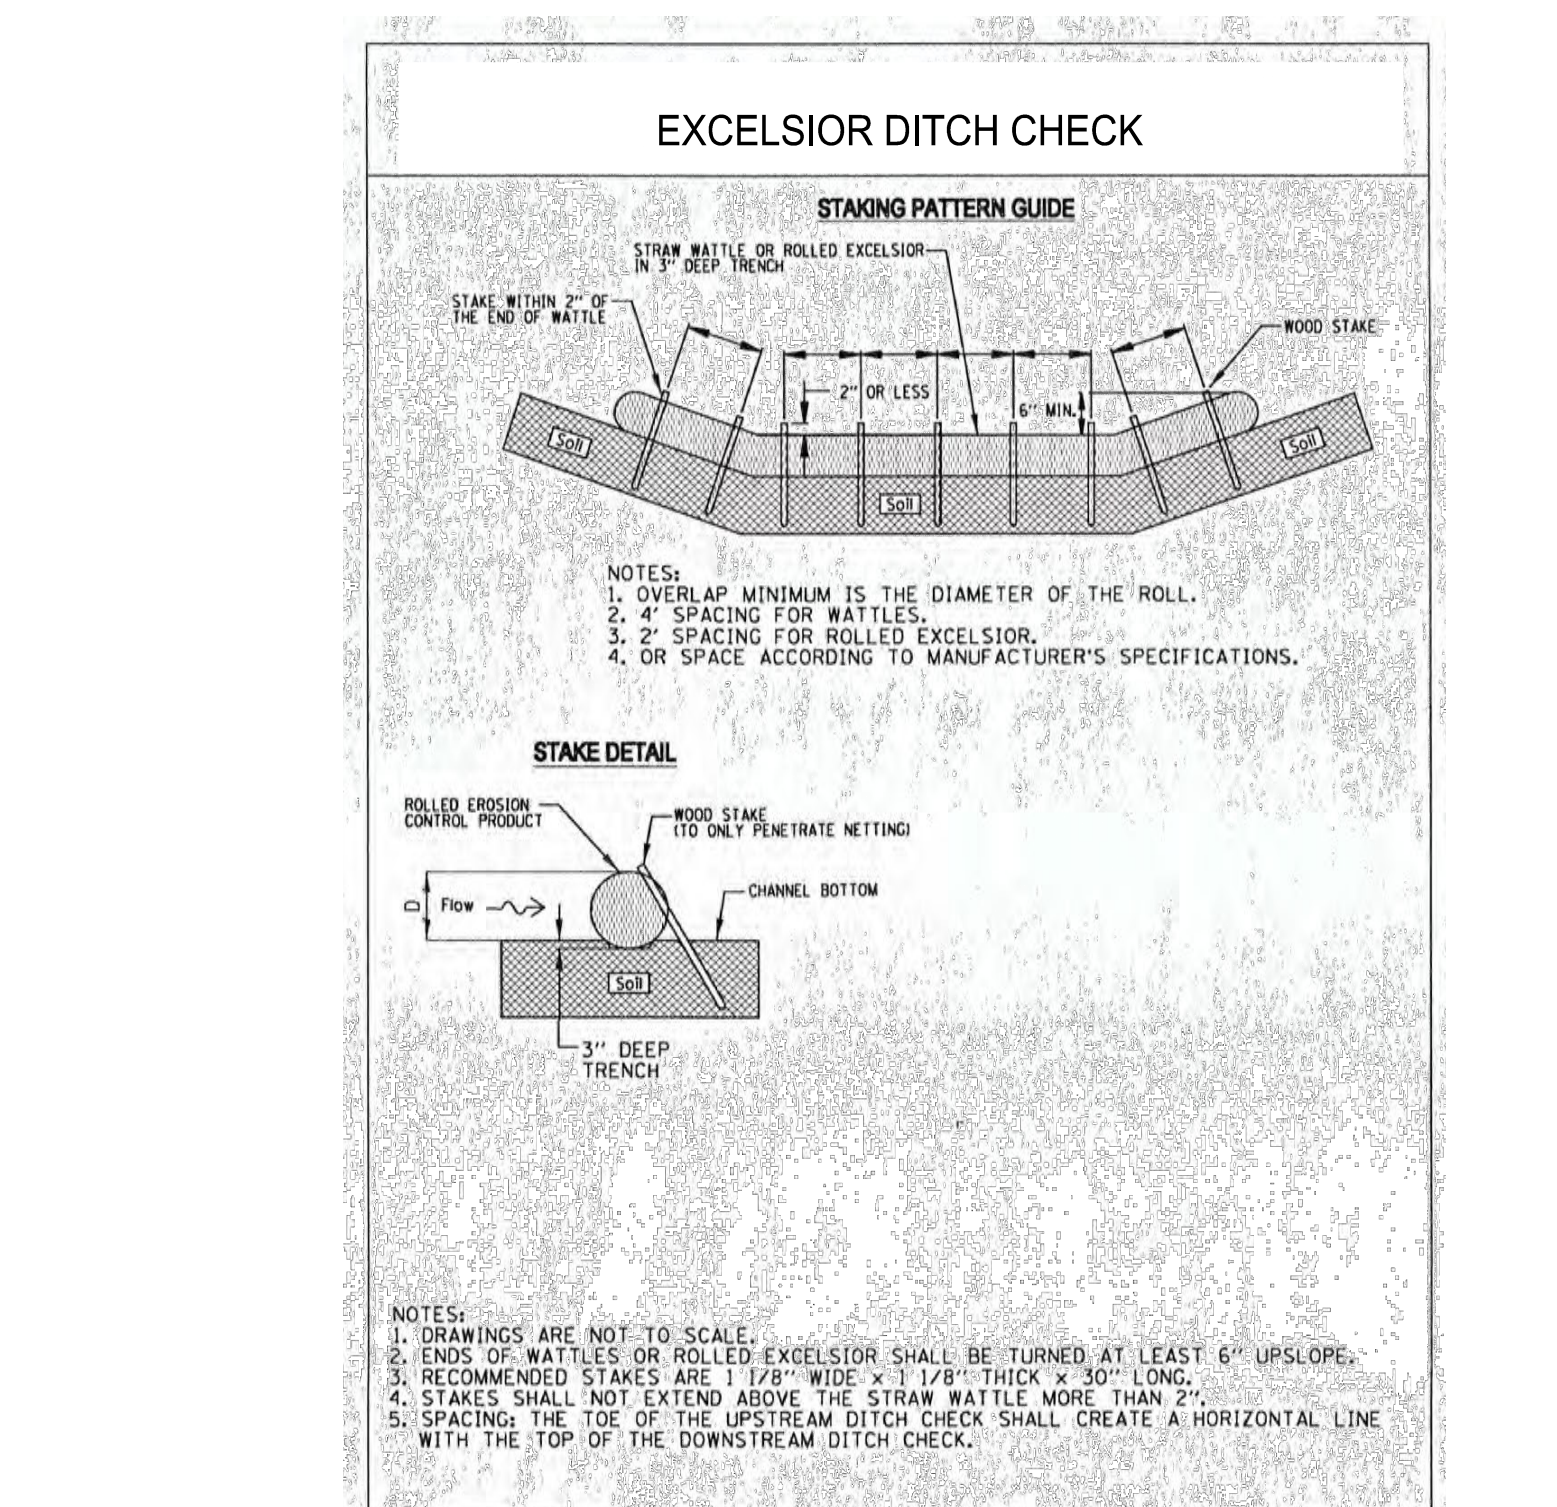 EXCELSIOR DITCH CHECK
STAKING PATTERN GUIDE
STRAW WATTLE OR ROLLED EXCELSIOR
IN 3" DEEP TRENCH
STAKE WITHIN 2" OF
THE END OF WATTLE
WOOD STAKE
2" OR LESS
6" MIN.
Soil
Soil
Soil
NOTES:
1. OVERLAP MINIMUM IS THE DIAMETER OF THE ROLL.
2. 4' SPACING FOR WATTLES.
3. 2' SPACING FOR ROLLED EXCELSIOR.
4. OR SPACE ACCORDING TO MANUFACTURER'S SPECIFICATIONS.
STAKE DETAIL
ROLLED EROSION
CONTROL PRODUCT
WOOD STAKE
(TO ONLY PENETRATE NETTING)
CHANNEL BOTTOM
D
Flow
Soil
3" DEEP
TRENCH
NOTES:
1. DRAWINGS ARE NOT TO SCALE.
2. ENDS OF WATTLES OR ROLLED EXCELSIOR SHALL BE TURNED AT LEAST 6" UPSLOPE.
3. RECOMMENDED STAKES ARE 1 1/8" WIDE x 1 1/8" THICK x 30" LONG.
4. STAKES SHALL NOT EXTEND ABOVE THE STRAW WATTLE MORE THAN 2".
5. SPACING: THE TOE OF THE UPSTREAM DITCH CHECK SHALL CREATE A HORIZONTAL LINE
WITH THE TOP OF THE DOWNSTREAM DITCH CHECK.